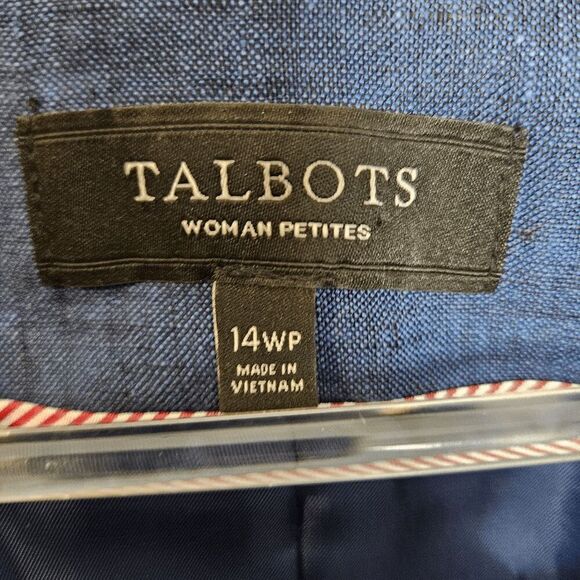 TALBOTS
WOMAN PETITES
14WP
MADE IN
VIETNAM